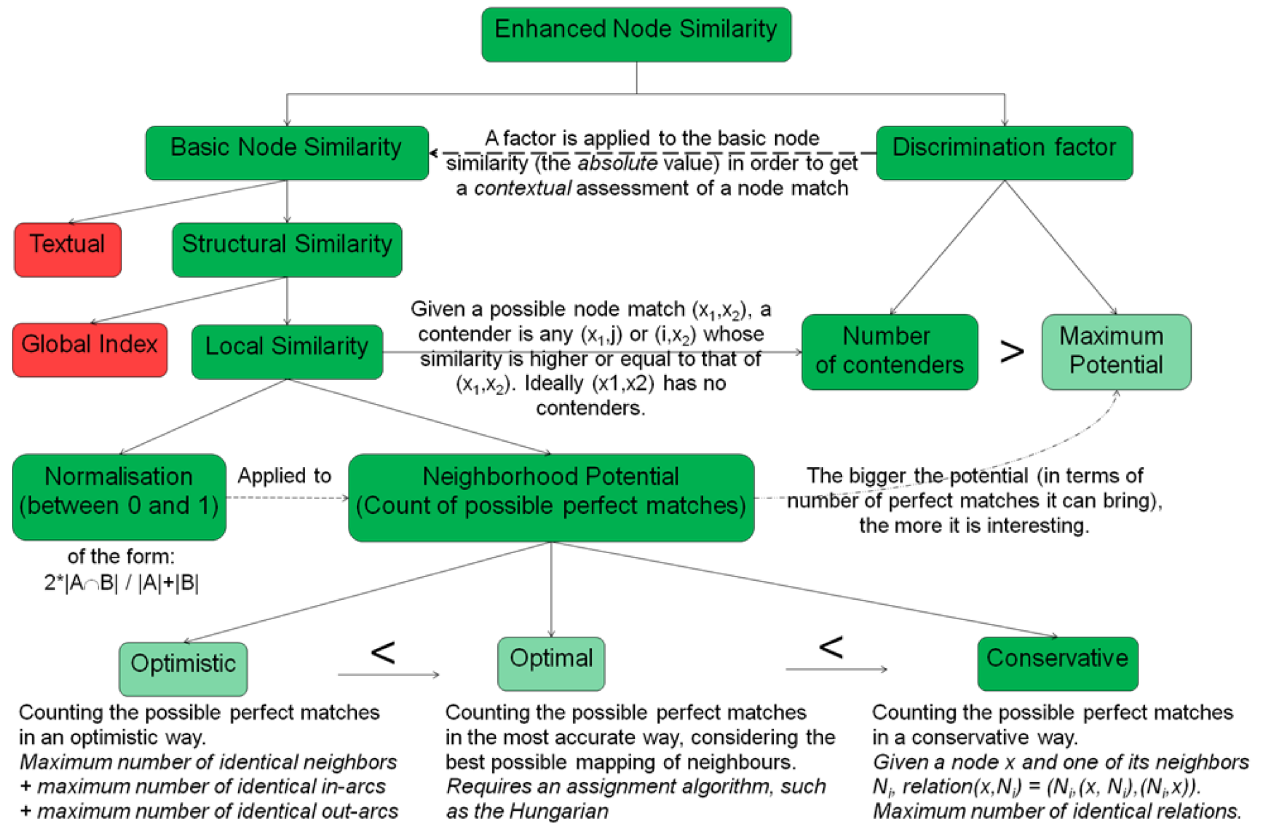 Enhanced Node Similarity
Basic Node Similarity
A factor is applied to the basic node
similarity (the absolute value) in order to get
a contextual assessment of a node match
Discrimination factor
Textual
Structural Similarity
Global Index
Local Similarity
Given a possible node match (x₁,x₂), a
contender is any (x₁,j) or (i,x₂) whose
similarity is higher or equal to that of
(x₁,x₂). Ideally (x1,x2) has no
contenders.
Number
of contenders
>
Maximum
Potential
Normalisation
(between 0 and 1)
Applied to
Neighborhood Potential
(Count of possible perfect matches)
The bigger the potential (in terms of
number of perfect matches it can bring),
the more it is interesting.
of the form:
2*|A∩B| / |A|+|B|
Optimistic
<
Optimal
<
Conservative
Counting the possible perfect matches
in an optimistic way.
Maximum number of identical neighbors
+ maximum number of identical in-arcs
+ maximum number of identical out-arcs
Counting the possible perfect matches
in the most accurate way, considering the
best possible mapping of neighbours.
Requires an assignment algorithm, such
as the Hungarian
Counting the possible perfect matches
in a conservative way.
Given a node x and one of its neighbors
Nᵢ, relation(x,Nᵢ) = (Nᵢ,(x, Nᵢ),(Nᵢ,x)).
Maximum number of identical relations.